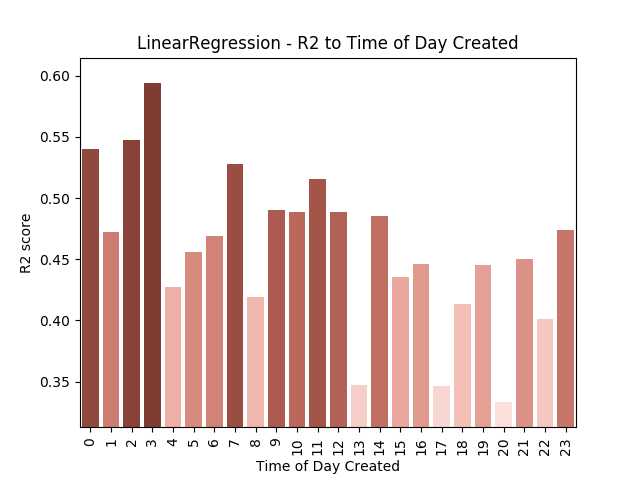 LinearRegression - R2 to Time of Day Created
0.60
0.55
0.50
0.45
0.40
0.35
R2 score
0 1 2 3 4 5 6 7 8 9 10 11 12 13 14 15 16 17 18 19 20 21 22 23
Time of Day Created